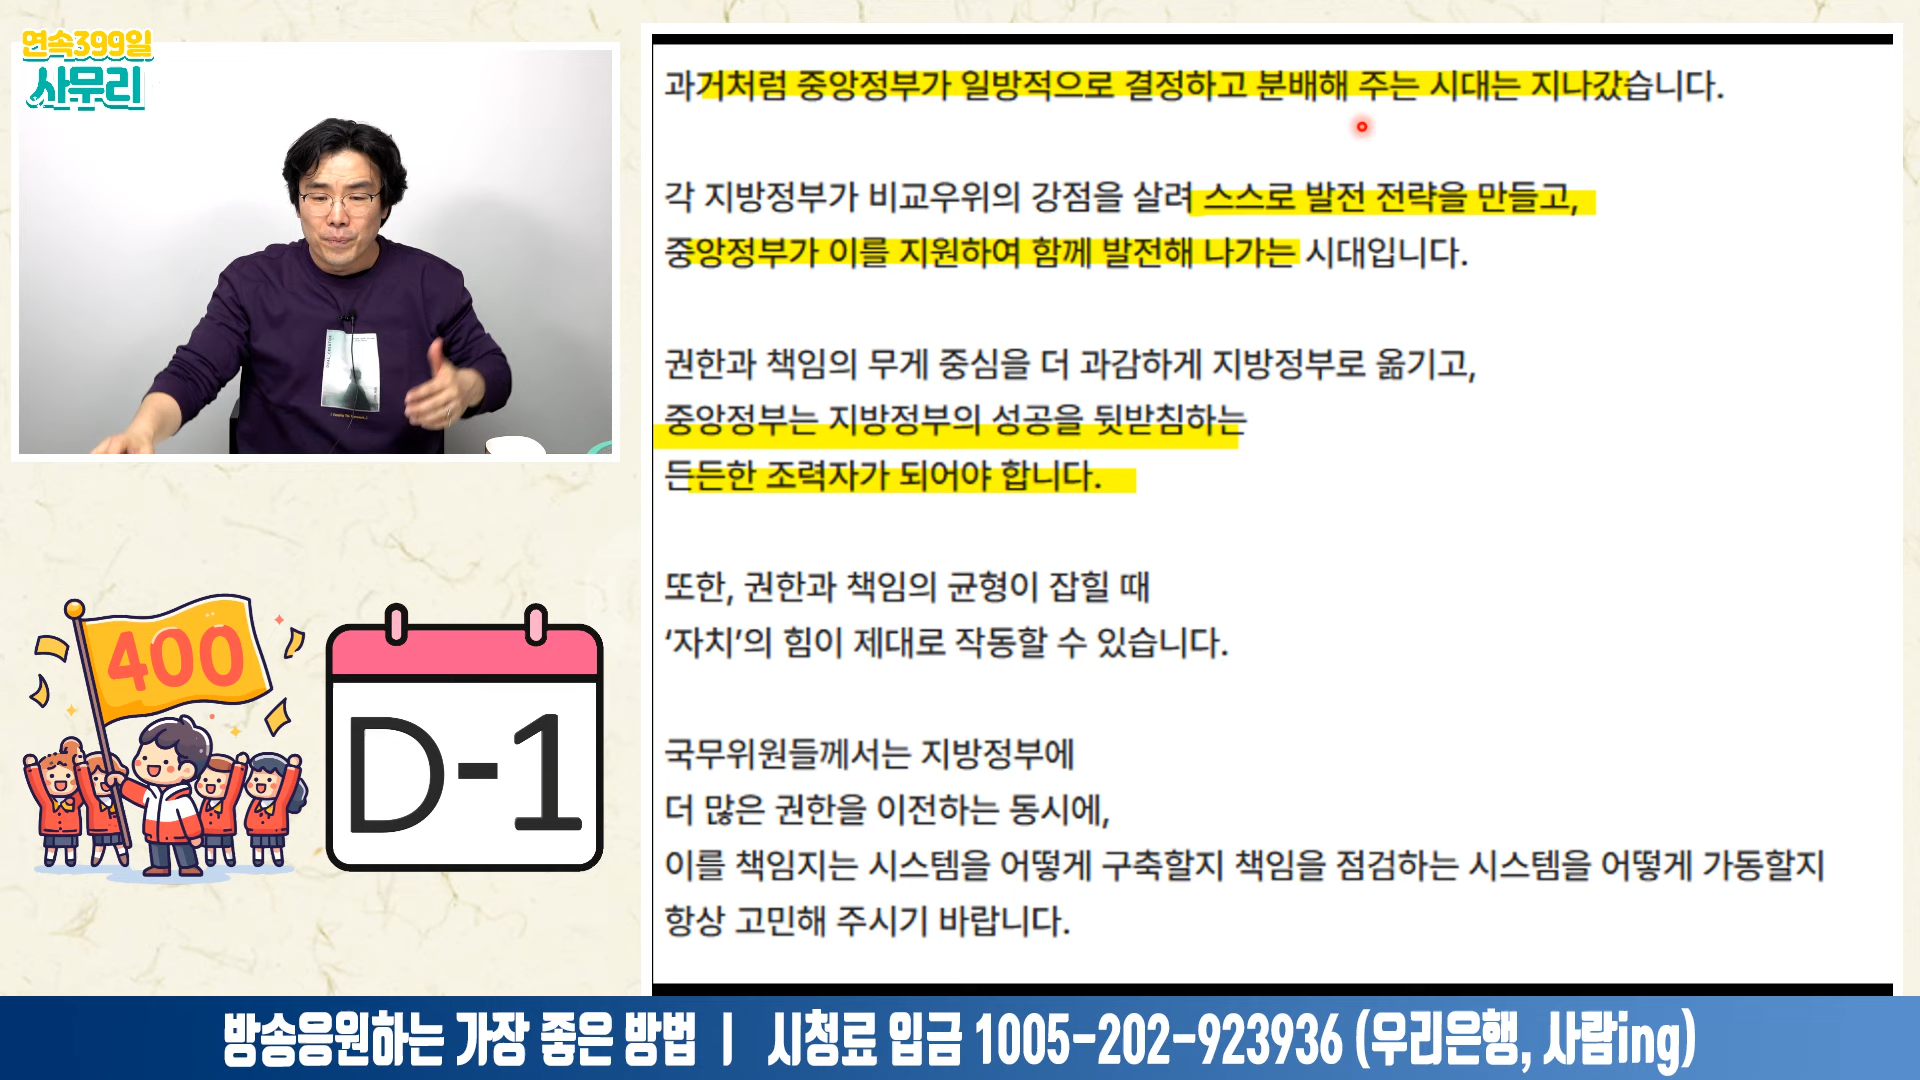 연속399일
사무리
과거처럼 중앙정부가 일방적으로 결정하고 분배해 주는 시대는 지나갔습니다.
각 지방정부가 비교우위의 강점을 살려 스스로 발전 전략을 만들고,
중앙정부가 이를 지원하여 함께 발전해 나가는 시대입니다.
권한과 책임의 무게 중심을 더 과감하게 지방정부로 옮기고,
중앙정부는 지방정부의 성공을 뒷받침하는
든든한 조력자가 되어야 합니다.
또한, 권한과 책임의 균형이 잡힐 때
‘자치’의 힘이 제대로 작동할 수 있습니다.
국무위원들께서는 지방정부에
더 많은 권한을 이전하는 동시에,
이를 책임지는 시스템을 어떻게 구축할지 책임을 점검하는 시스템을 어떻게 가동할지
항상 고민해 주시기 바랍니다.
400
D-1
방송응원하는 가장 좋은 방법 | 시청료 입금 1005-202-923936 (우리은행, 사람ing)